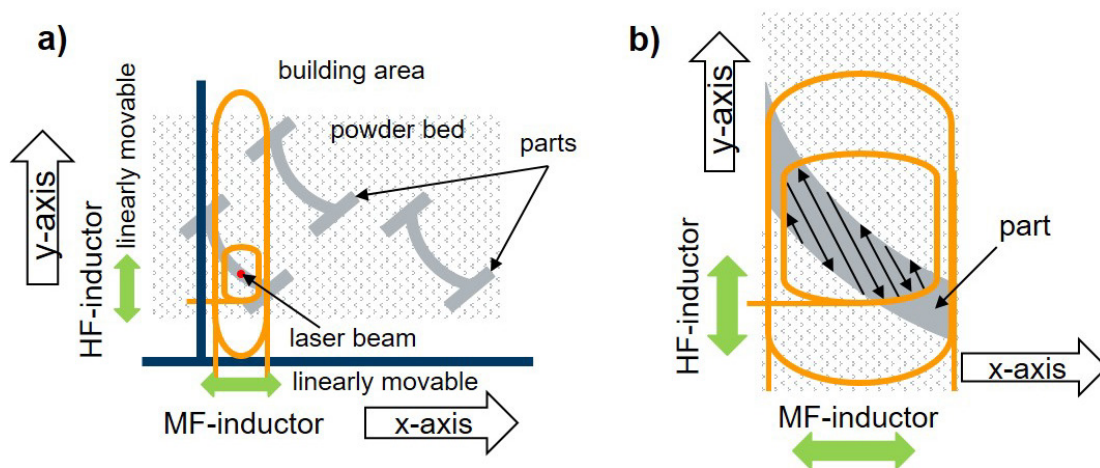 a)
building area
linearly movable
powder bed
parts
y-axis
HF-inductor
laser beam
linearly movable
MF-inductor
x-axis
b)
y-axis
HF-inductor
part
x-axis
MF-inductor